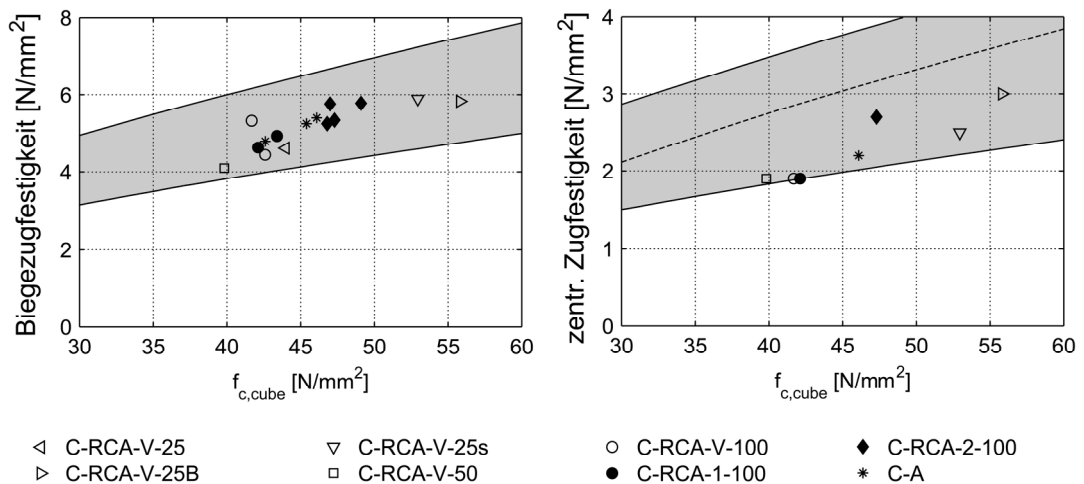 Biegezugfestigkeit [N/mm²]
8
6
4
2
0
30 35 40 45 50 55 60
f_c,cube [N/mm²]
zentr. Zugfestigkeit [N/mm²]
4
3
2
1
0
30 35 40 45 50 55 60
f_c,cube [N/mm²]
C-RCA-V-25 C-RCA-V-25s C-RCA-V-100 C-RCA-2-100
C-RCA-V-25B C-RCA-V-50 C-RCA-1-100 C-A